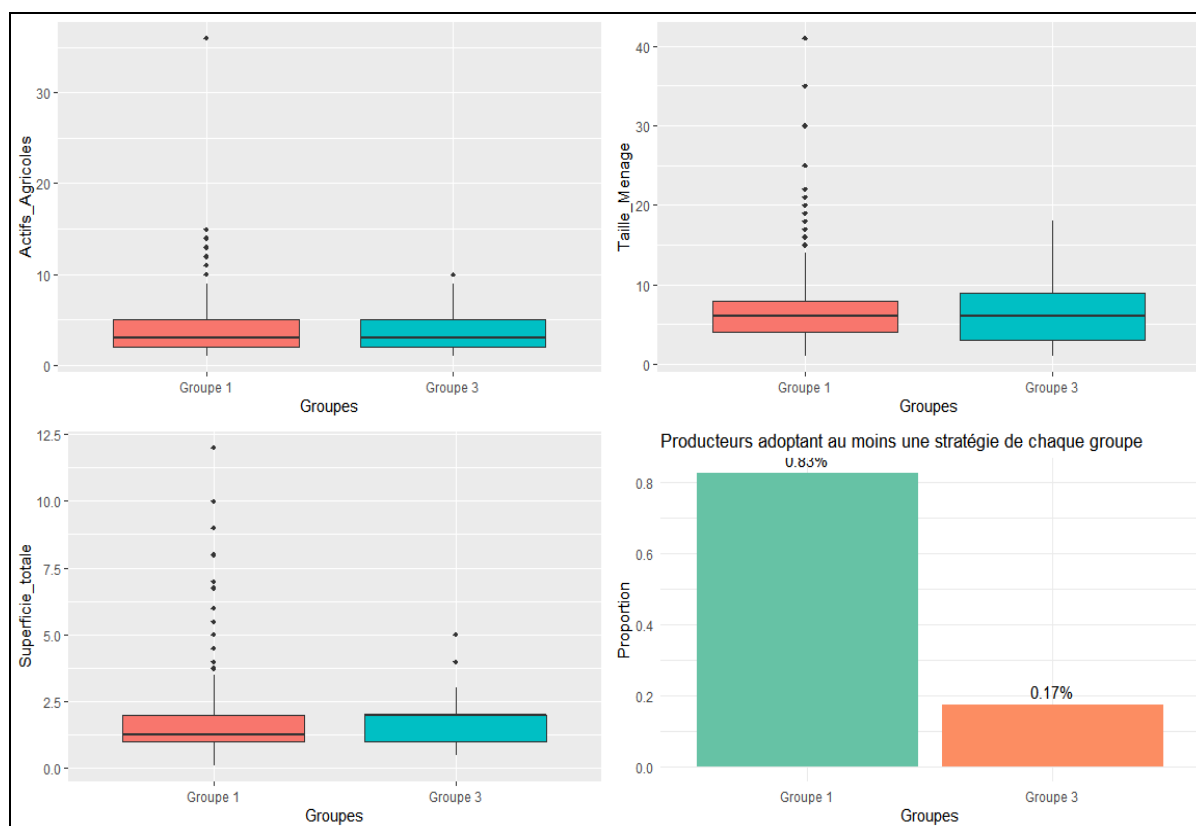 Actifs_Agricoles
30
20
10
0
Groupe 1
Groupe 3
Groupes
Taille_Menage
40
30
20
10
0
Groupe 1
Groupe 3
Groupes
Superficie_totale
12.5
10.0
7.5
5.0
2.5
0.0
Groupe 1
Groupe 3
Groupes
Producteurs adoptant au moins une stratégie de chaque groupe
Proportion
0.8
0.6
0.4
0.2
0.0
0.83%
0.17%
Groupe 1
Groupe 3
Groupes